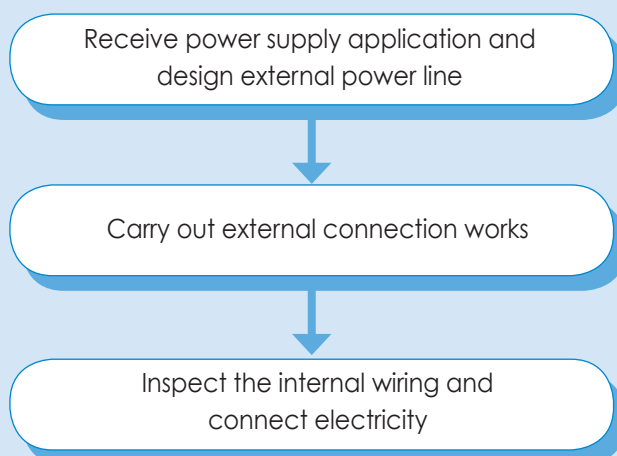 Receive power supply application and
design external power line
Carry out external connection works
Inspect the internal wiring and
connect electricity